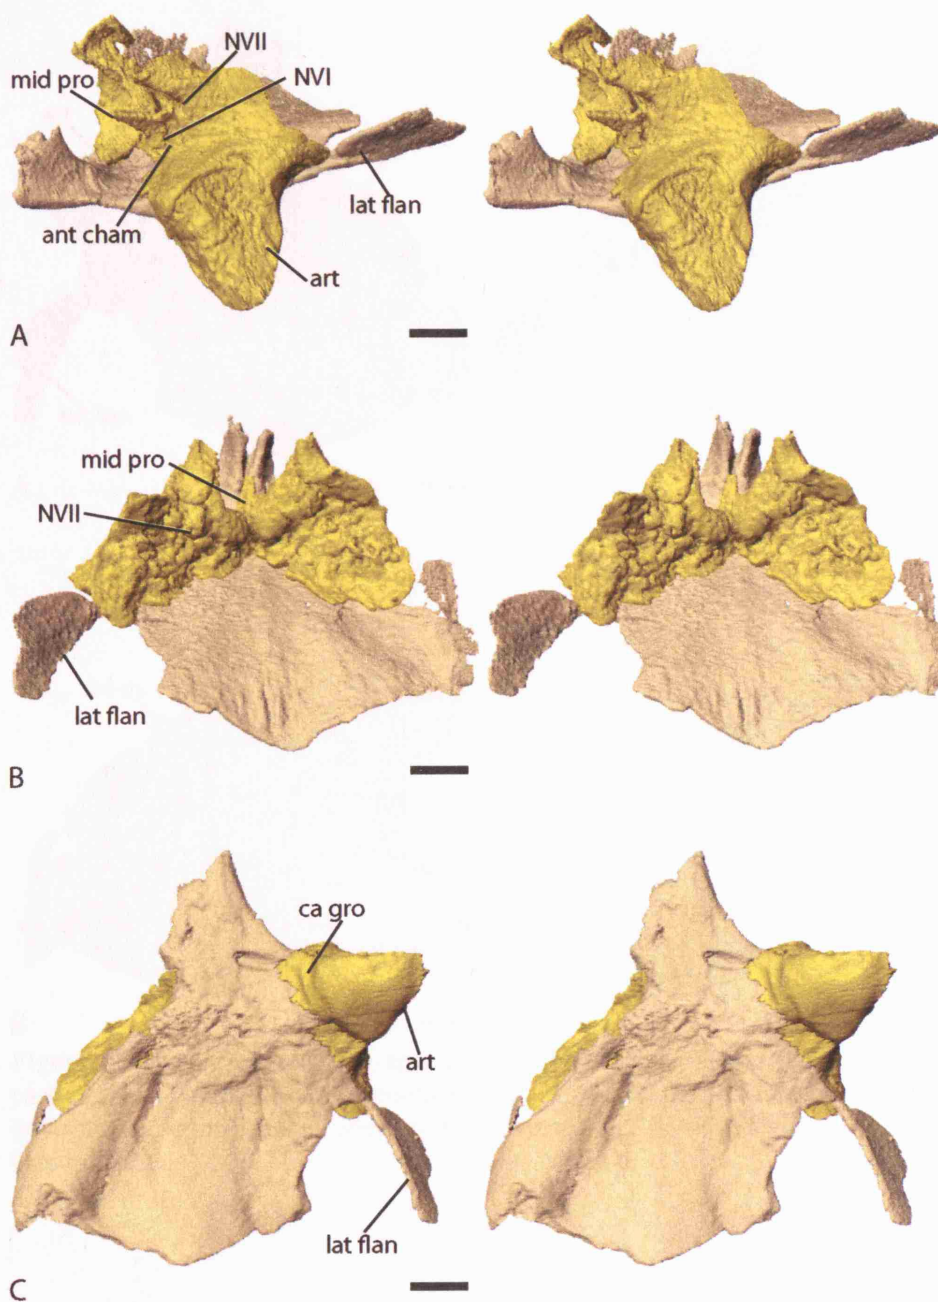 NVII
mid pro
NVI
lat flan
ant cham
art
A
mid pro
NVII
lat flan
B
ca gro
art
lat flan
C